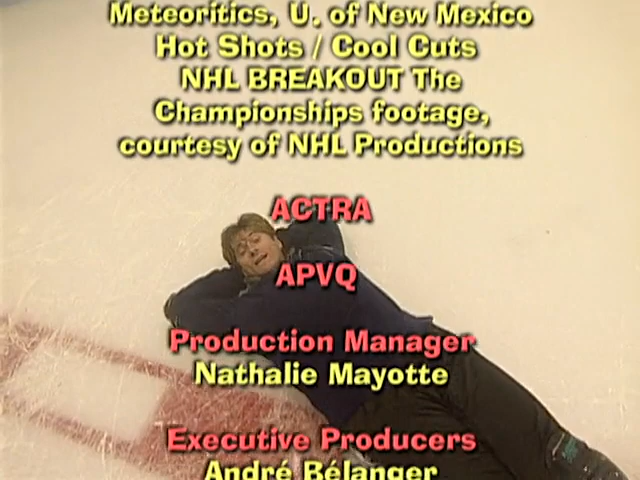 Meteoritics, U. of New Mexico
Hot Shots / Cool Cuts
NHL BREAKOUT The
Championships footage,
courtesy of NHL Productions
ACTRA
APVQ
Production Manager
Nathalie Mayotte
Executive Producers
André Bélanger